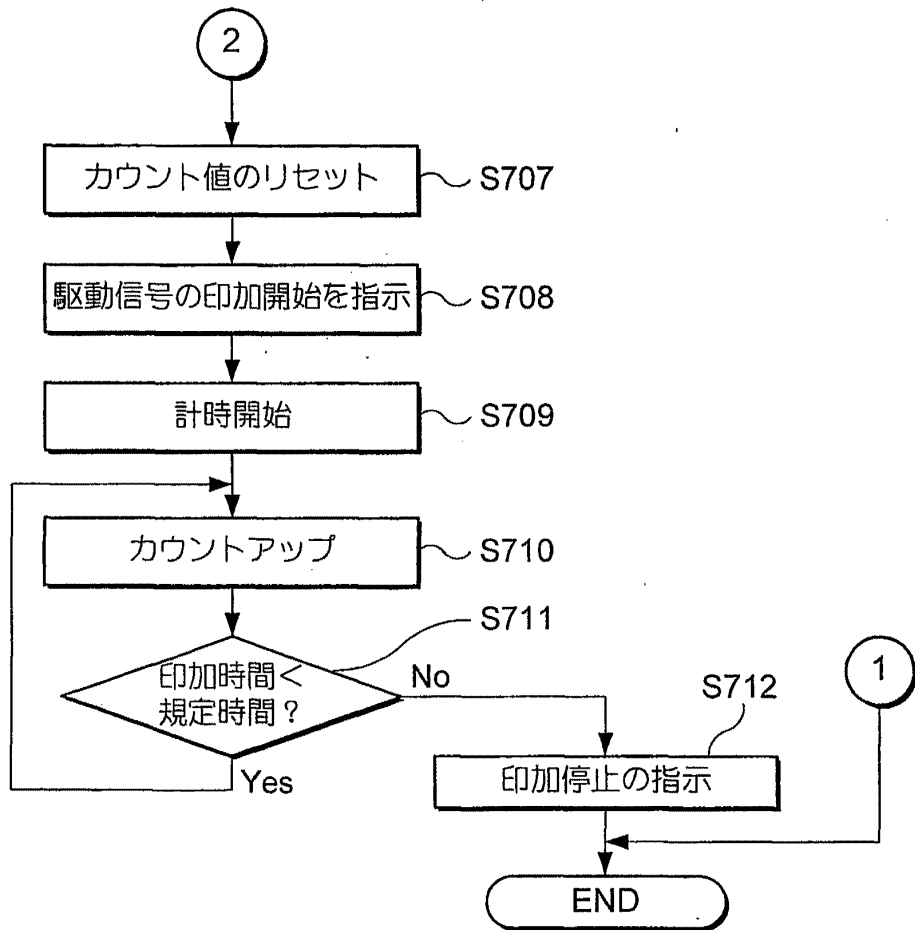 2
カウント値のリセット
S707
駆動信号の印加開始を指示
S708
計時開始
S709
カウントアップ
S710
S711
印加時間<
規定時間?
No
Yes
S712
1
印加停止の指示
END